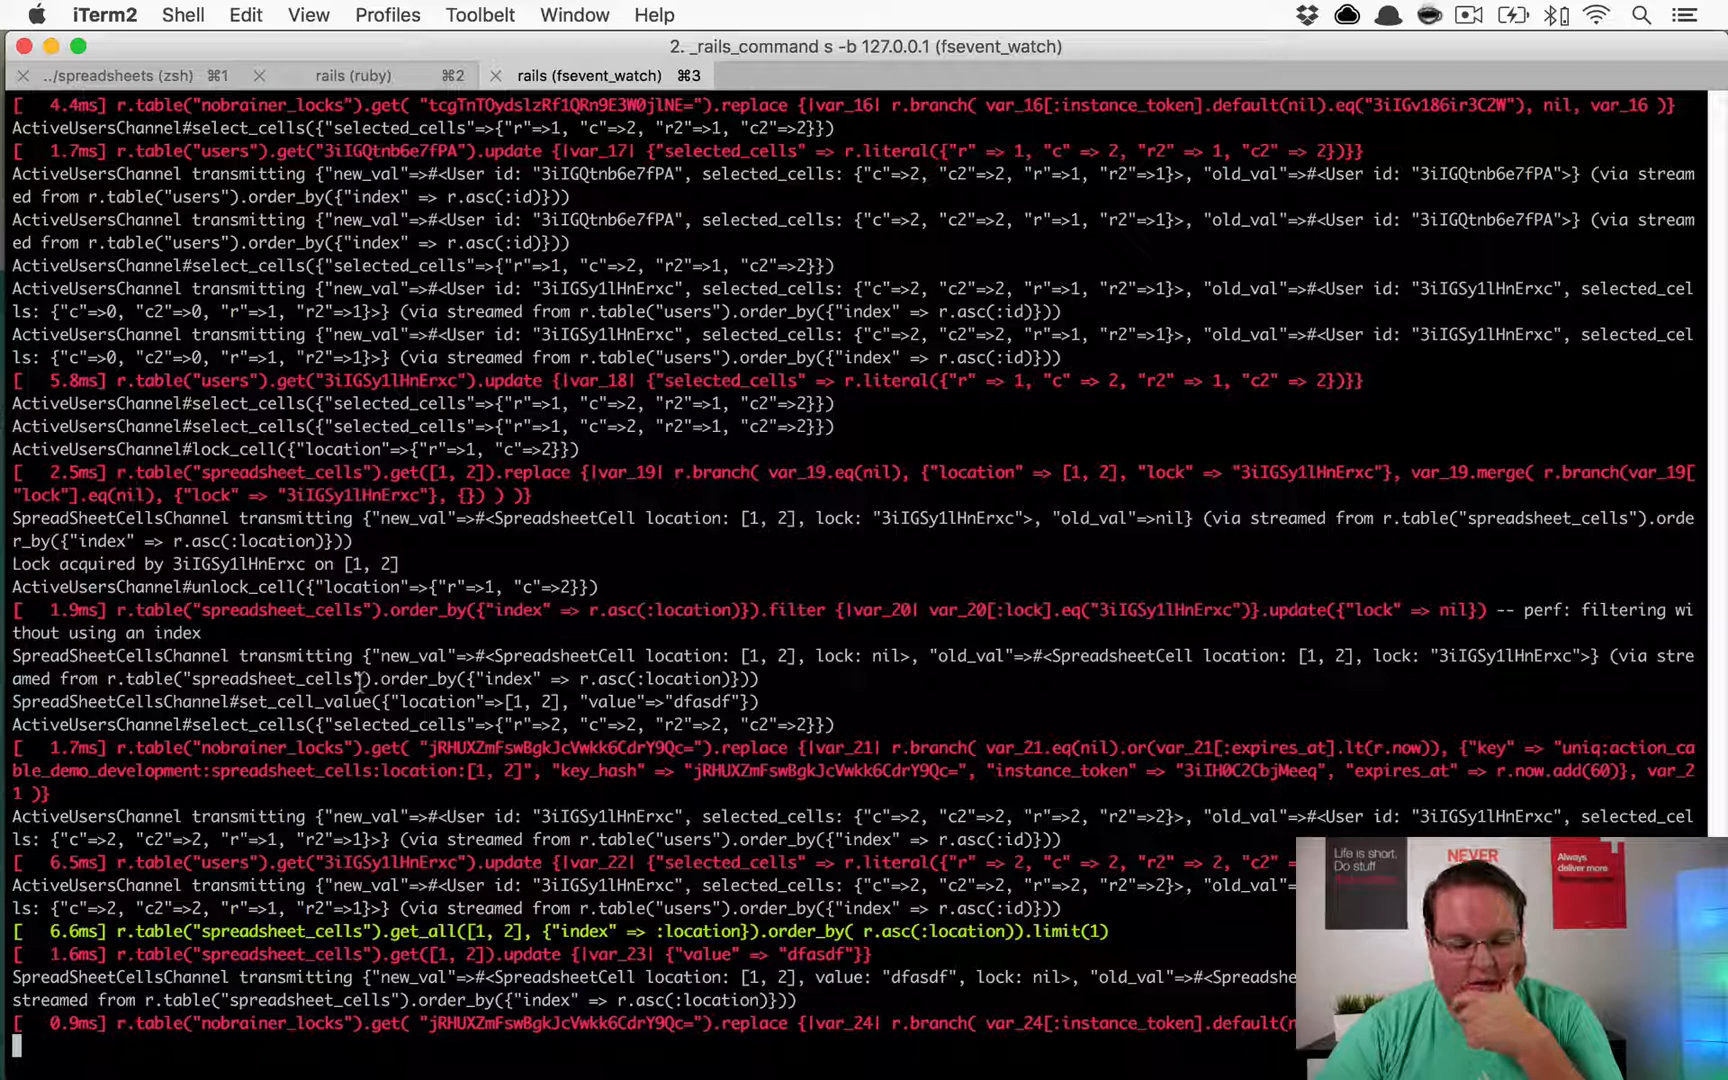 iTerm2 Shell Edit View Profiles Toolbelt Window Help
2. _rails_command s -b 127.0.0.1 (fsevent_watch)
../spreadsheets (zsh) ⌘1 rails (ruby) ⌘2 rails (fsevent_watch) ⌘3
[ 4.4ms] r.table("nobrainer_locks").get( "tcgTnTOydslzRf1QRn9E3W0jlNE=").replace {|var_16| r.branch( var_16[:instance_token].default(nil).eq("3iIGv186ir3C2W"), nil, var_16 )}
ActiveUsersChannel#select_cells({"selected_cells"=>{"r"=>1, "c"=>2, "r2"=>1, "c2"=>2}})
[ 1.7ms] r.table("users").get("3iIGQtnb6e7fPA").update {|var_17| {"selected_cells" => r.literal({"r" => 1, "c" => 2, "r2" => 1, "c2" => 2})}}
ActiveUsersChannel transmitting {"new_val"=>#<User id: "3iIGQtnb6e7fPA", selected_cells: {"c"=>2, "c2"=>2, "r"=>1, "r2"=>1}>, "old_val"=>#<User id: "3iIGQtnb6e7fPA">} (via stream
ed from r.table("users").order_by({"index" => r.asc(:id)}))
ActiveUsersChannel transmitting {"new_val"=>#<User id: "3iIGQtnb6e7fPA", selected_cells: {"c"=>2, "c2"=>2, "r"=>1, "r2"=>1}>, "old_val"=>#<User id: "3iIGQtnb6e7fPA">} (via stream
ed from r.table("users").order_by({"index" => r.asc(:id)}))
ActiveUsersChannel#select_cells({"selected_cells"=>{"r"=>1, "c"=>2, "r2"=>1, "c2"=>2}})
ActiveUsersChannel transmitting {"new_val"=>#<User id: "3iIGSy1lHnErxc", selected_cells: {"c"=>2, "c2"=>2, "r"=>1, "r2"=>1}>, "old_val"=>#<User id: "3iIGSy1lHnErxc", selected_cel
ls: {"c"=>0, "c2"=>0, "r"=>1, "r2"=>1}>} (via streamed from r.table("users").order_by({"index" => r.asc(:id)}))
ActiveUsersChannel transmitting {"new_val"=>#<User id: "3iIGSy1lHnErxc", selected_cells: {"c"=>2, "c2"=>2, "r"=>1, "r2"=>1}>, "old_val"=>#<User id: "3iIGSy1lHnErxc", selected_cel
ls: {"c"=>0, "c2"=>0, "r"=>1, "r2"=>1}>} (via streamed from r.table("users").order_by({"index" => r.asc(:id)}))
[ 5.8ms] r.table("users").get("3iIGSy1lHnErxc").update {|var_18| {"selected_cells" => r.literal({"r" => 1, "c" => 2, "r2" => 1, "c2" => 2})}}
ActiveUsersChannel#select_cells({"selected_cells"=>{"r"=>1, "c"=>2, "r2"=>1, "c2"=>2}})
ActiveUsersChannel#select_cells({"selected_cells"=>{"r"=>1, "c"=>2, "r2"=>1, "c2"=>2}})
ActiveUsersChannel#lock_cell({"location"=>{"r"=>1, "c"=>2}})
[ 2.5ms] r.table("spreadsheet_cells").get([1, 2]).replace {|var_19| r.branch( var_19.eq(nil), {"location" => [1, 2], "lock" => "3iIGSy1lHnErxc"}, var_19.merge( r.branch(var_19[
"lock"].eq(nil), {"lock" => "3iIGSy1lHnErxc"}, {}) ) )}
SpreadSheetCellsChannel transmitting {"new_val"=>#<SpreadsheetCell location: [1, 2], lock: "3iIGSy1lHnErxc">, "old_val"=>nil} (via streamed from r.table("spreadsheet_cells").orde
r_by({"index" => r.asc(:location)}))
Lock acquired by 3iIGSy1lHnErxc on [1, 2]
ActiveUsersChannel#unlock_cell({"location"=>{"r"=>1, "c"=>2}})
[ 1.9ms] r.table("spreadsheet_cells").order_by({"index" => r.asc(:location)}).filter {|var_20| var_20[:lock].eq("3iIGSy1lHnErxc")}.update({"lock" => nil}) -- perf: filtering wi
thout using an index
SpreadSheetCellsChannel transmitting {"new_val"=>#<SpreadsheetCell location: [1, 2], lock: nil>, "old_val"=>#<SpreadsheetCell location: [1, 2], lock: "3iIGSy1lHnErxc">} (via stre
amed from r.table("spreadsheet_cells").order_by({"index" => r.asc(:location)}))
SpreadSheetCellsChannel#set_cell_value({"location"=>[1, 2], "value"=>"dfasdf"})
ActiveUsersChannel#select_cells({"selected_cells"=>{"r"=>2, "c"=>2, "r2"=>2, "c2"=>2}})
[ 1.7ms] r.table("nobrainer_locks").get( "jRHUXZmFswBgkJcVwkk6CdrY9Qc=").replace {|var_21| r.branch( var_21.eq(nil).or(var_21[:expires_at].lt(r.now)), {"key" => "uniq:action_ca
ble_demo_development:spreadsheet_cells:location:[1, 2]", "key_hash" => "jRHUXZmFswBgkJcVwkk6CdrY9Qc=", "instance_token" => "3iIH0C2CbjMeeq", "expires_at" => r.now.add(60)}, var_2
1 )}
ActiveUsersChannel transmitting {"new_val"=>#<User id: "3iIGSy1lHnErxc", selected_cells: {"c"=>2, "c2"=>2, "r"=>2, "r2"=>2}>, "old_val"=>#<User id: "3iIGSy1lHnErxc", selected_cel
ls: {"c"=>2, "c2"=>2, "r"=>1, "r2"=>1}>} (via streamed from r.table("users").order_by({"index" => r.asc(:id)}))
[ 6.5ms] r.table("users").get("3iIGSy1lHnErxc").update {|var_22| {"selected_cells" => r.literal({"r" => 2, "c" => 2, "r2" => 2, "c2"
ActiveUsersChannel transmitting {"new_val"=>#<User id: "3iIGSy1lHnErxc", selected_cells: {"c"=>2, "c2"=>2, "r"=>2, "r2"=>2}>, "old_val"
ls: {"c"=>2, "c2"=>2, "r"=>1, "r2"=>1}>} (via streamed from r.table("users").order_by({"index" => r.asc(:id)}))
[ 6.6ms] r.table("spreadsheet_cells").get_all([1, 2], {"index" => :location}).order_by( r.asc(:location)).limit(1)
[ 1.6ms] r.table("spreadsheet_cells").get([1, 2]).update {|var_23| {"value" => "dfasdf"}}
SpreadSheetCellsChannel transmitting {"new_val"=>#<SpreadsheetCell location: [1, 2], value: "dfasdf", lock: nil>, "old_val"=>#<Spreadshe
streamed from r.table("spreadsheet_cells").order_by({"index" => r.asc(:location)}))
[ 0.9ms] r.table("nobrainer_locks").get( "jRHUXZmFswBgkJcVwkk6CdrY9Qc=").replace {|var_24| r.branch( var_24[:instance_token].default(n
Life is short.
Do stuff
NEVER
Always
deliver more